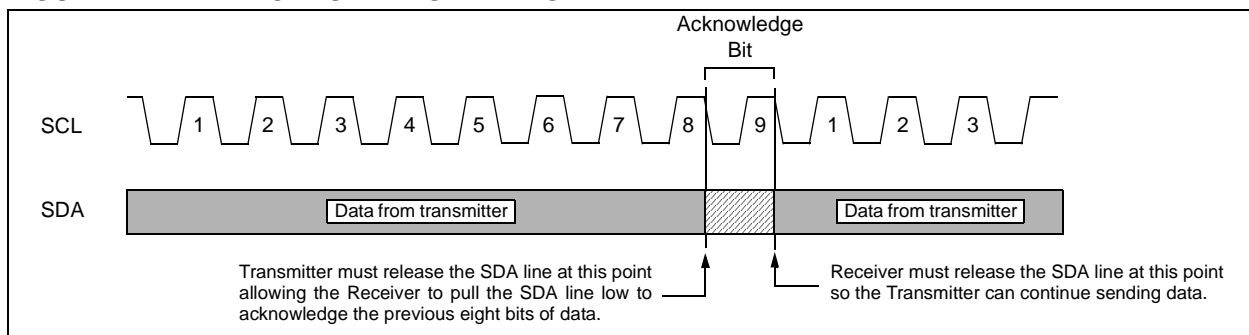 Acknowledge
Bit
SCL 1 2 3 4 5 6 7 8 9 1 2 3
SDA Data from transmitter Data from transmitter
Transmitter must release the SDA line at this point
allowing the Receiver to pull the SDA line low to
acknowledge the previous eight bits of data.
Receiver must release the SDA line at this point
so the Transmitter can continue sending data.